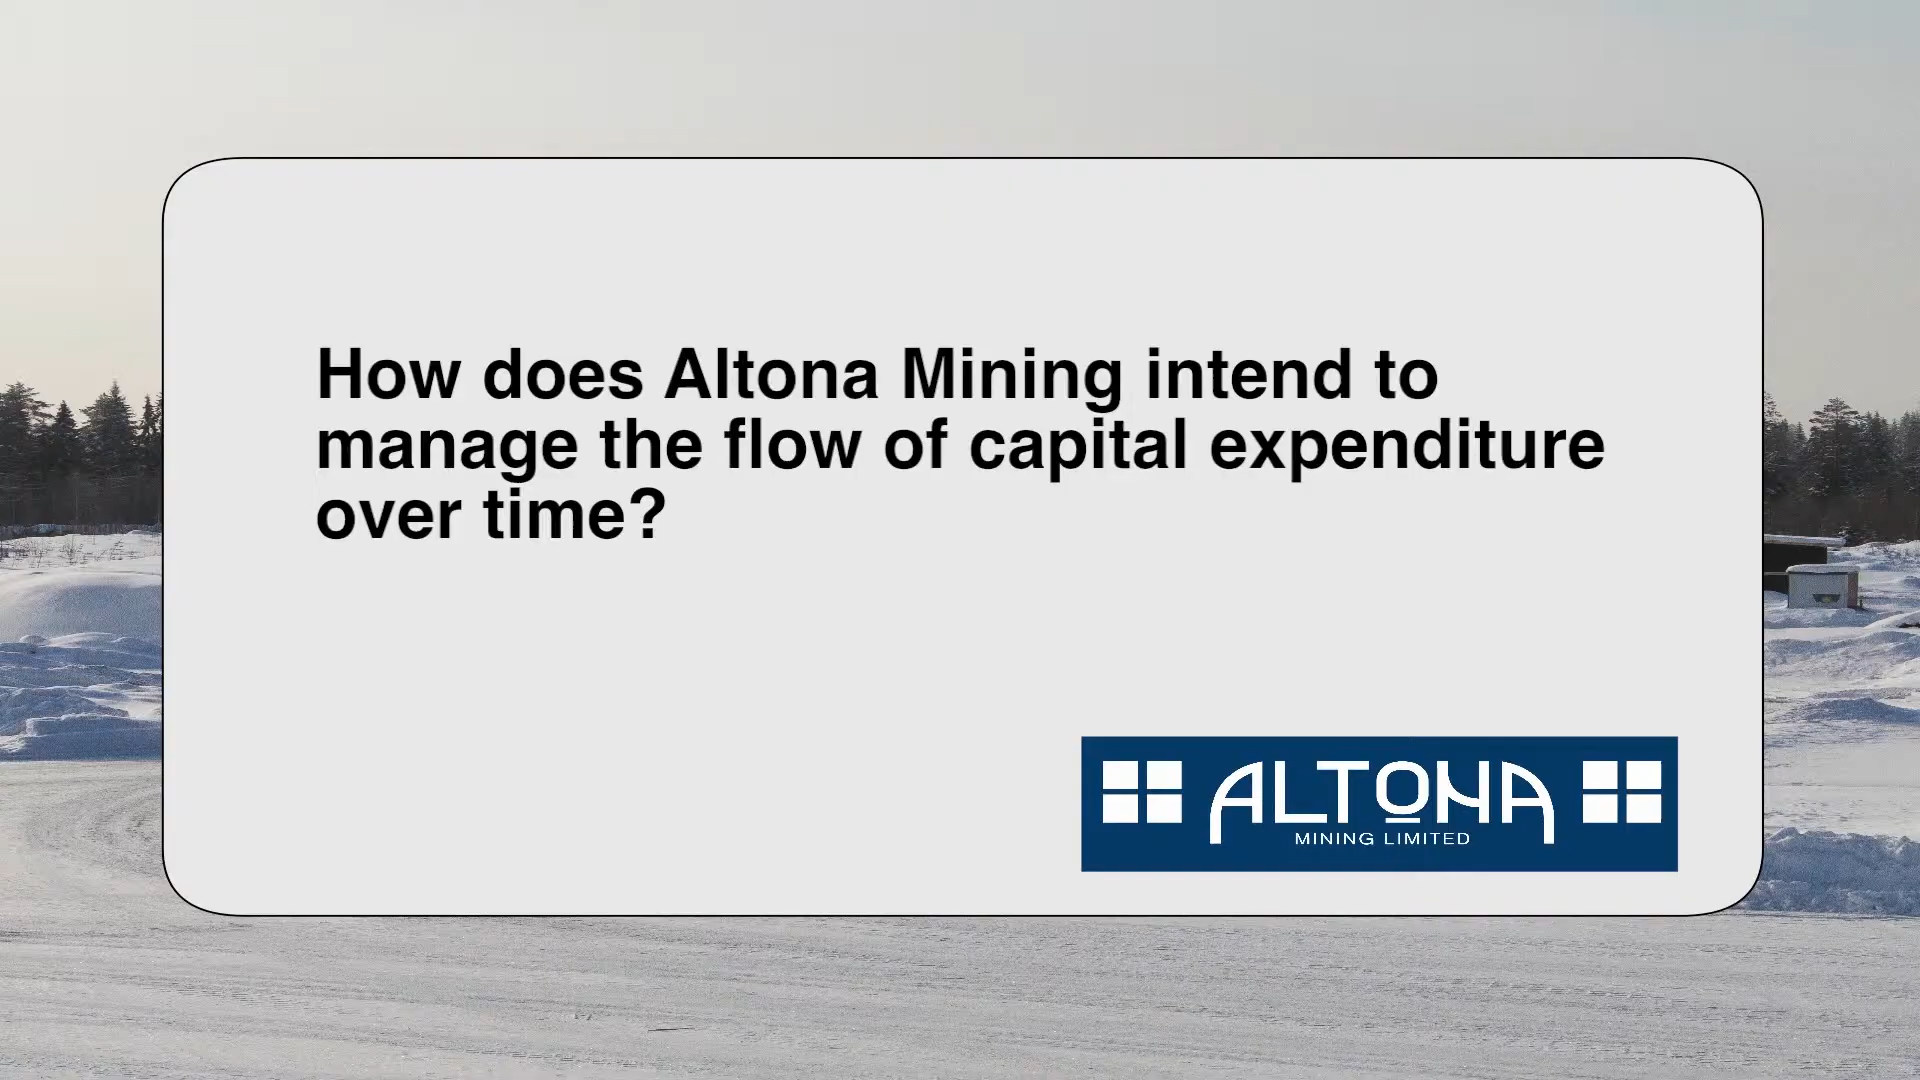 How does Altona Mining intend to
manage the flow of capital expenditure
over time?
ALTONA
MINING LIMITED